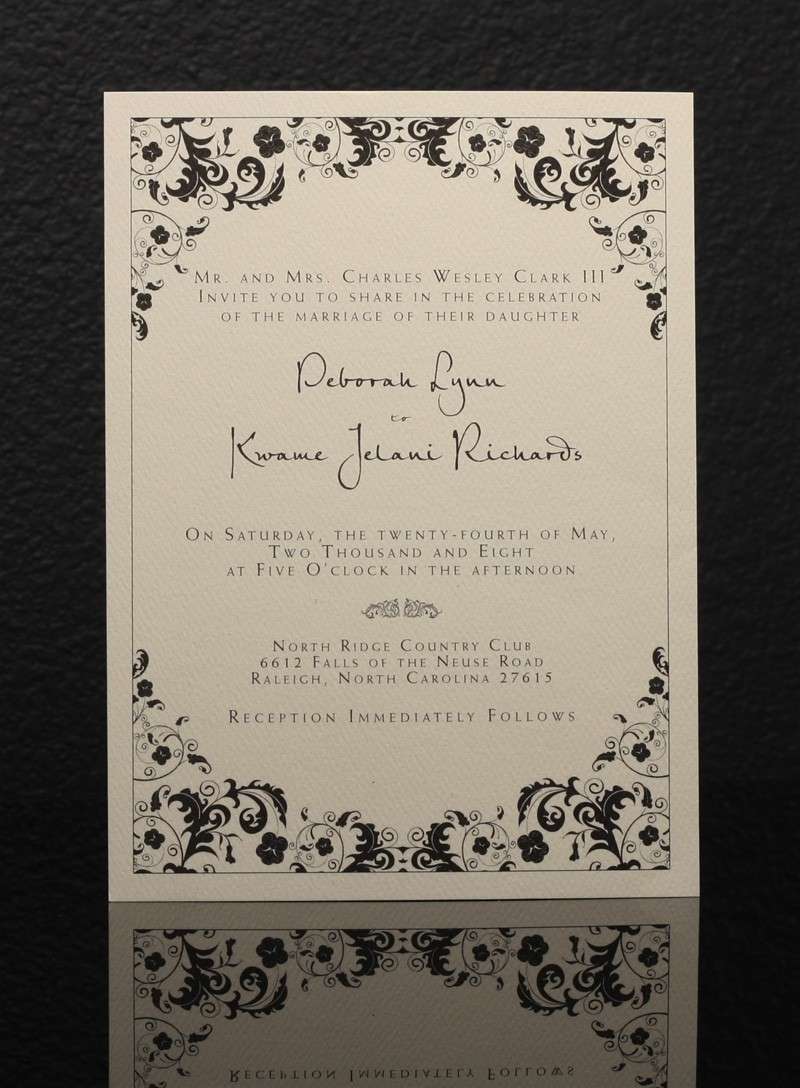 Mr. and Mrs. Charles Wesley Clark III
Invite you to share in the celebration
of the marriage of their daughter
Deborah Lynn
to
Kwame Jelani Richards
On Saturday, the twenty-fourth of May,
Two Thousand and Eight
at Five O'clock in the afternoon
North Ridge Country Club
6612 Falls of the Neuse Road
Raleigh, North Carolina 27615
Reception Immediately Follows
Reception Immediately Follows